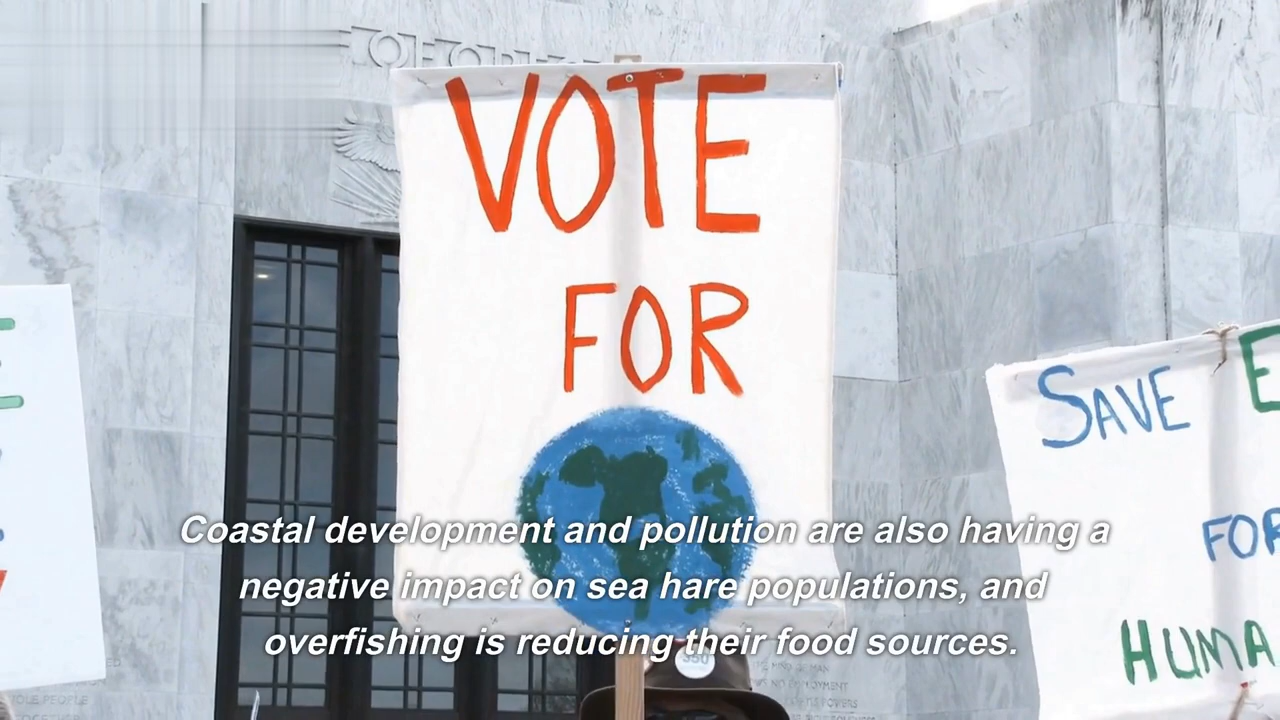 VOTE
FOR
SAVE E
FOR
HUMA
Coastal development and pollution are also having a
negative impact on sea hare populations, and
overfishing is reducing their food sources.
350